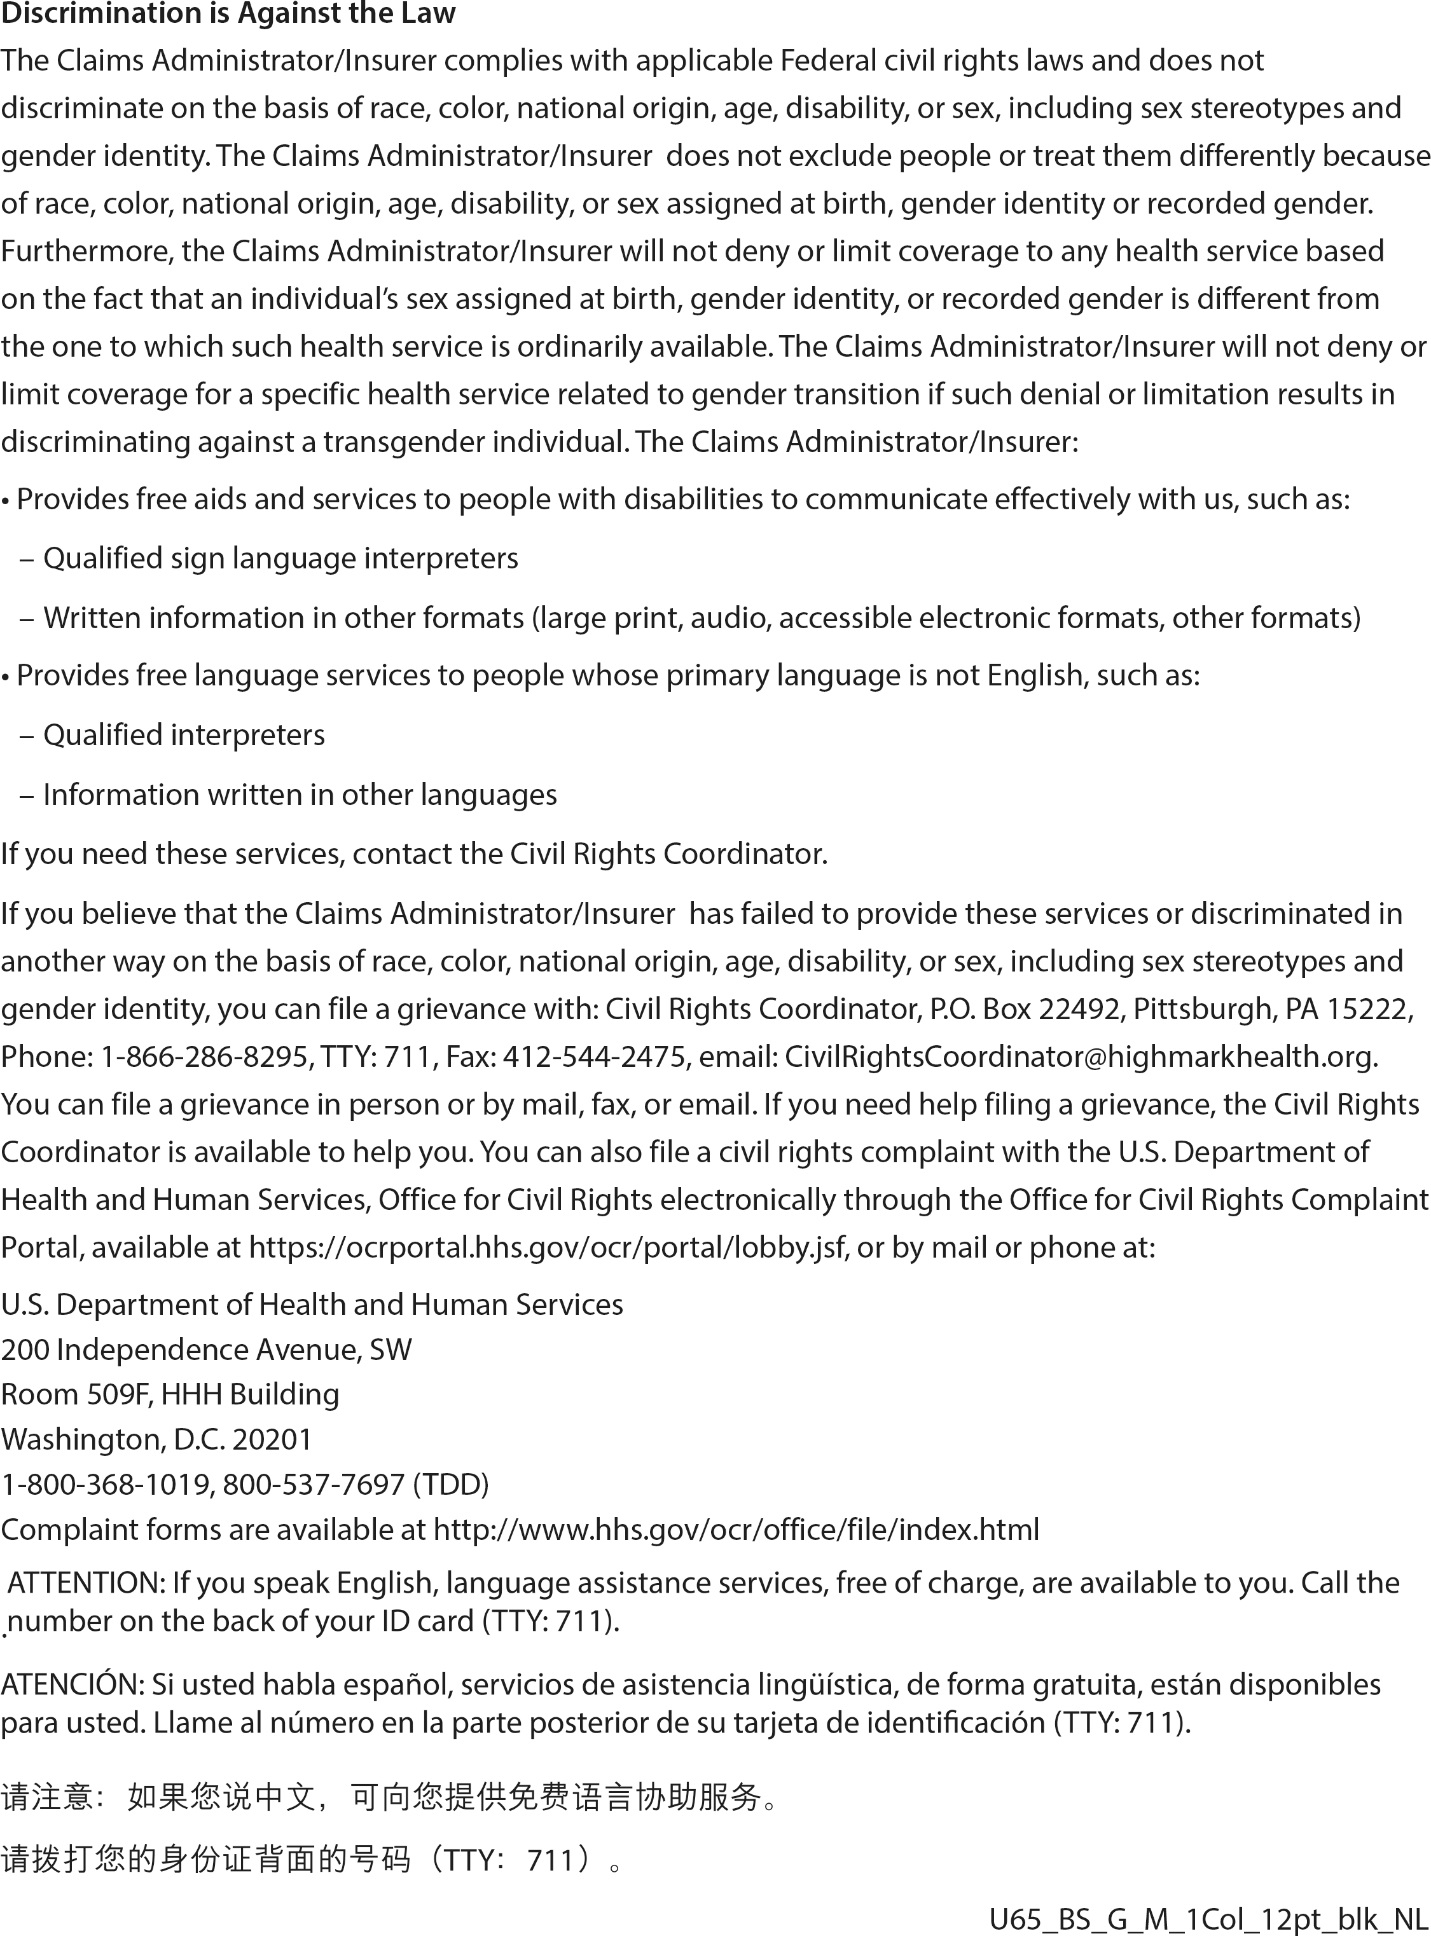 Discrimination is Against the Law
The Claims Administrator/Insurer complies with applicable Federal civil rights laws and does not
discriminate on the basis of race, color, national origin, age, disability, or sex, including sex stereotypes and
gender identity. The Claims Administrator/Insurer does not exclude people or treat them differently because
of race, color, national origin, age, disability, or sex assigned at birth, gender identity or recorded gender.
Furthermore, the Claims Administrator/Insurer will not deny or limit coverage to any health service based
on the fact that an individual’s sex assigned at birth, gender identity, or recorded gender is different from
the one to which such health service is ordinarily available. The Claims Administrator/Insurer will not deny or
limit coverage for a specific health service related to gender transition if such denial or limitation results in
discriminating against a transgender individual. The Claims Administrator/Insurer:
• Provides free aids and services to people with disabilities to communicate effectively with us, such as:
– Qualified sign language interpreters
– Written information in other formats (large print, audio, accessible electronic formats, other formats)
• Provides free language services to people whose primary language is not English, such as:
– Qualified interpreters
– Information written in other languages
If you need these services, contact the Civil Rights Coordinator.
If you believe that the Claims Administrator/Insurer has failed to provide these services or discriminated in
another way on the basis of race, color, national origin, age, disability, or sex, including sex stereotypes and
gender identity, you can file a grievance with: Civil Rights Coordinator, P.O. Box 22492, Pittsburgh, PA 15222,
Phone: 1-866-286-8295, TTY: 711, Fax: 412-544-2475, email: CivilRightsCoordinator@highmarkhealth.org.
You can file a grievance in person or by mail, fax, or email. If you need help filing a grievance, the Civil Rights
Coordinator is available to help you. You can also file a civil rights complaint with the U.S. Department of
Health and Human Services, Office for Civil Rights electronically through the Office for Civil Rights Complaint
Portal, available at https://ocrportal.hhs.gov/ocr/portal/lobby.jsf, or by mail or phone at:
U.S. Department of Health and Human Services
200 Independence Avenue, SW
Room 509F, HHH Building
Washington, D.C. 20201
1-800-368-1019, 800-537-7697 (TDD)
Complaint forms are available at http://www.hhs.gov/ocr/office/file/index.html
ATTENTION: If you speak English, language assistance services, free of charge, are available to you. Call the
.number on the back of your ID card (TTY: 711).
ATENCIÓN: Si usted habla español, servicios de asistencia lingüística, de forma gratuita, están disponibles
para usted. Llame al número en la parte posterior de su tarjeta de identificación (TTY: 711).
请注意：如果您说中文，可向您提供免费语言协助服务。
请拨打您的身份证背面的号码（TTY：711）。
U65_BS_G_M_1Col_12pt_blk_NL